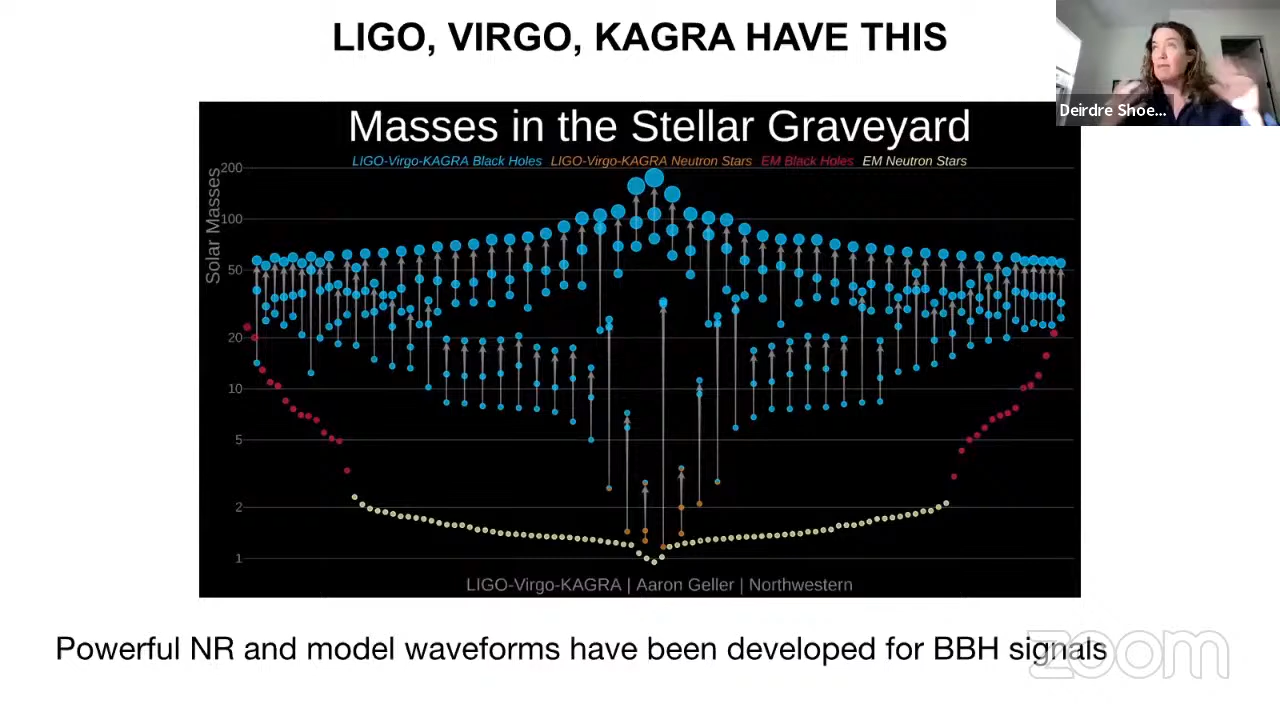 LIGO, VIRGO, KAGRA HAVE THIS
Deirdre Shoe...
Masses in the Stellar Graveyard
LIGO-Virgo-KAGRA Black Holes LIGO-Virgo-KAGRA Neutron Stars EM Black Holes EM Neutron Stars
Solar Masses
200
100
50
20
10
5
2
1
LIGO-Virgo-KAGRA | Aaron Geller | Northwestern
Powerful NR and model waveforms have been developed for BBH signals
zoom